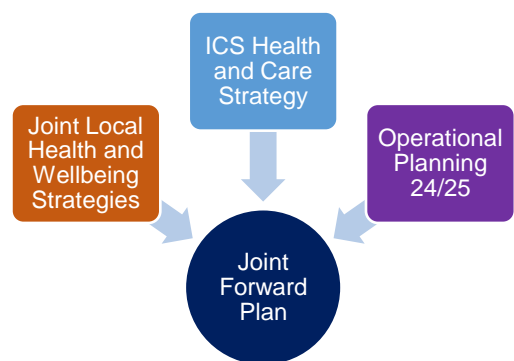 ICS Health
and Care
Strategy
Joint Local
Health and
Wellbeing
Strategies
Operational
Planning
24/25
Joint
Forward
Plan